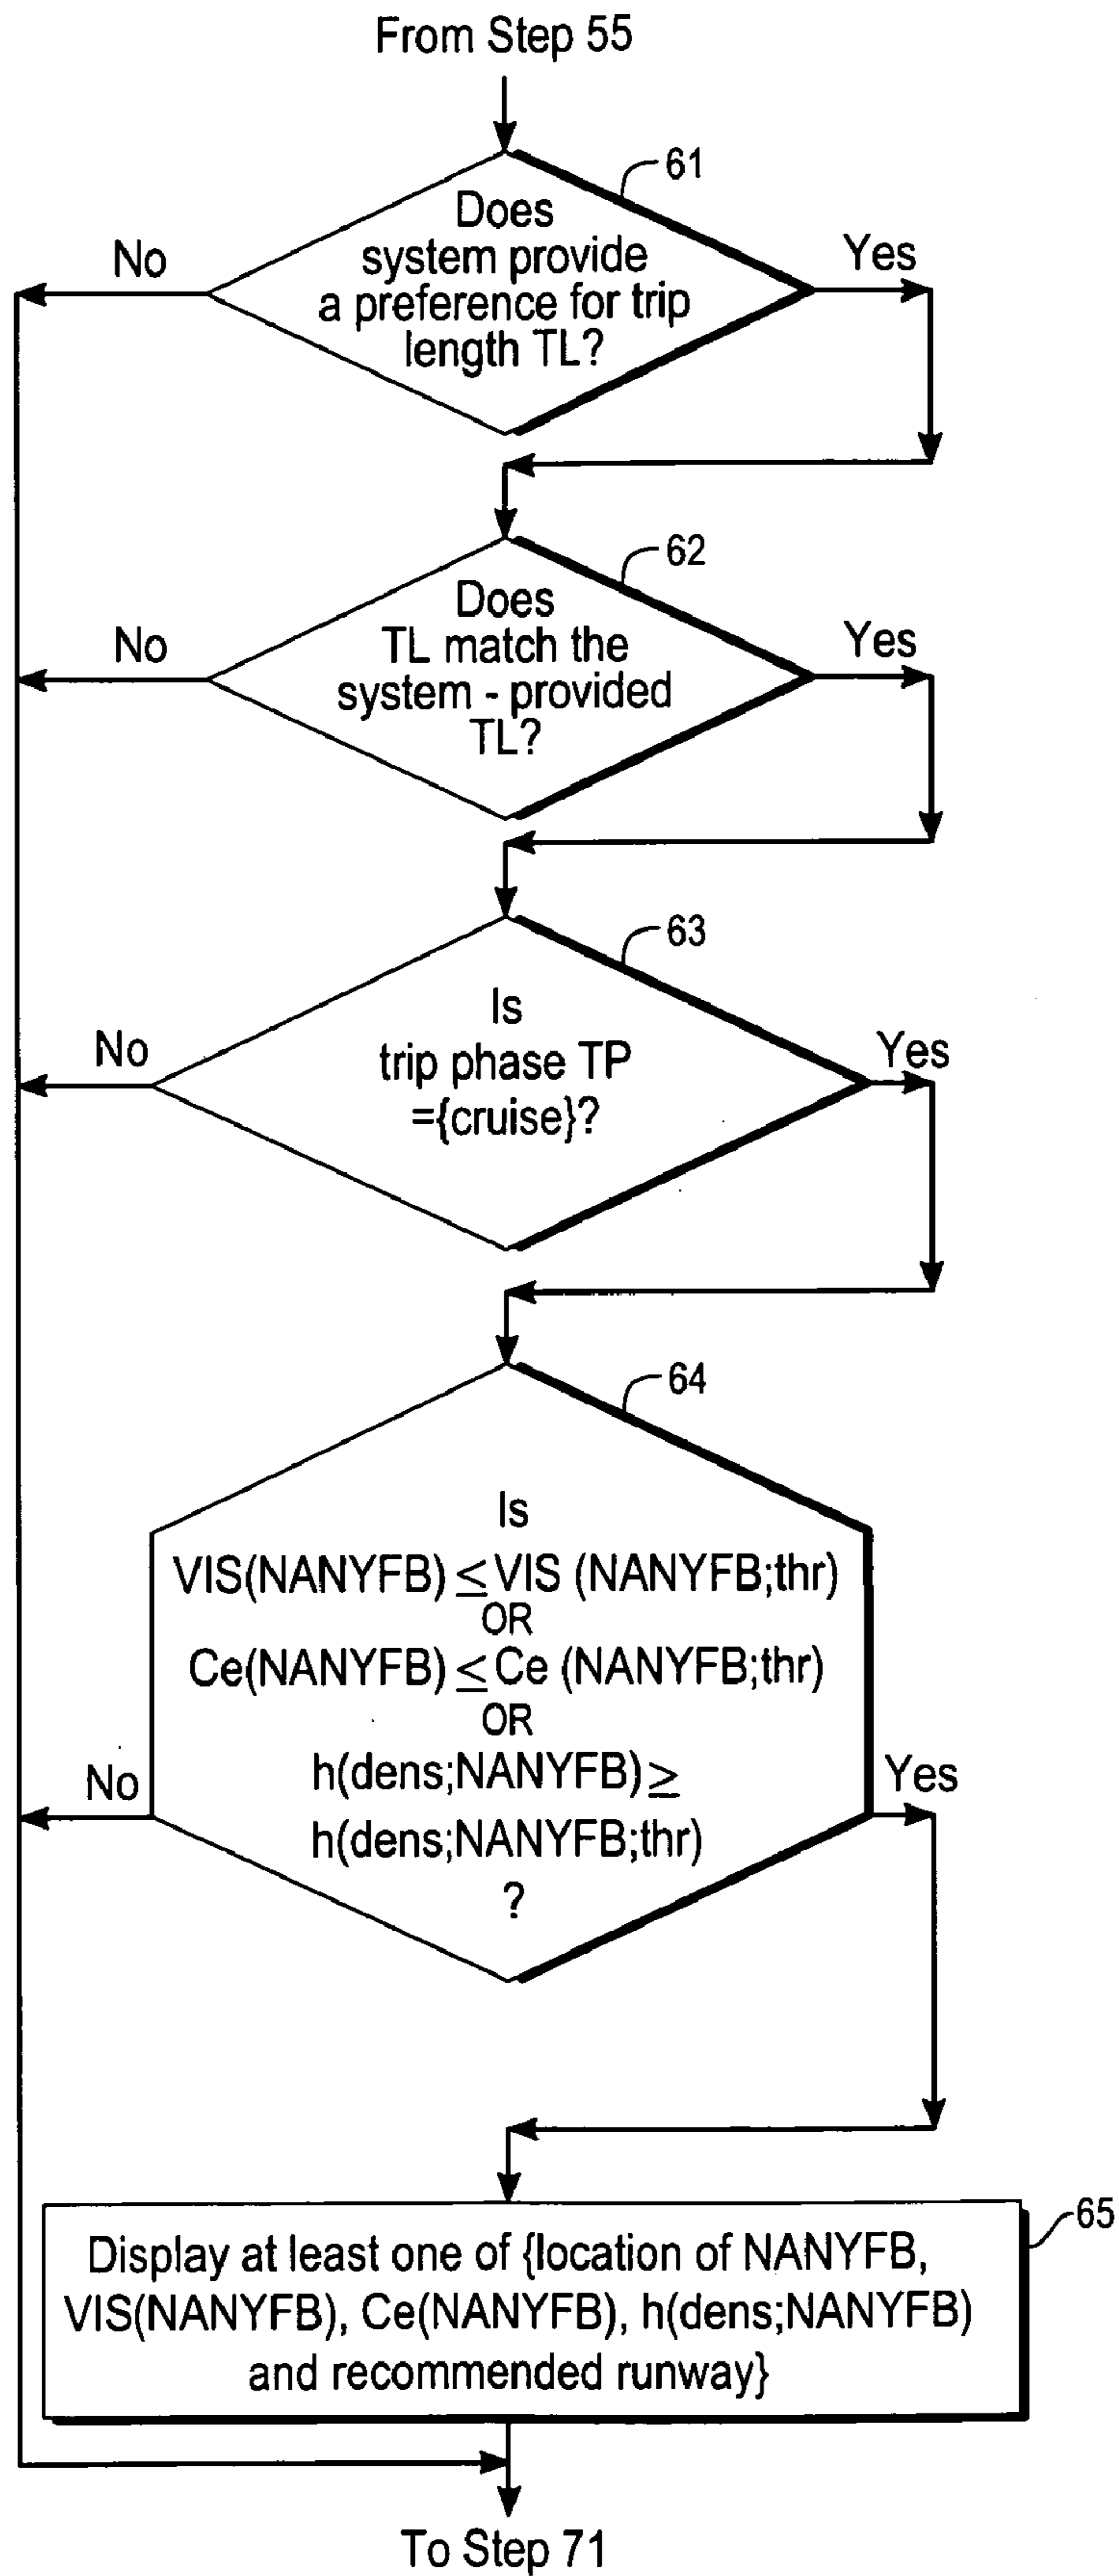 From Step 55
61
Does
system provide
a preference for trip
length TL?
No
Yes
62
Does
TL match the
system - provided
TL?
No
Yes
63
Is
trip phase TP
={cruise}?
No
Yes
64
Is
VIS(NANYFB) ≤ VIS (NANYFB;thr)
OR
Ce(NANYFB) ≤ Ce (NANYFB;thr)
OR
h(dens;NANYFB) ≥
h(dens;NANYFB;thr)
?
No
Yes
65
Display at least one of {location of NANYFB,
VIS(NANYFB), Ce(NANYFB), h(dens;NANYFB)
and recommended runway}
To Step 71